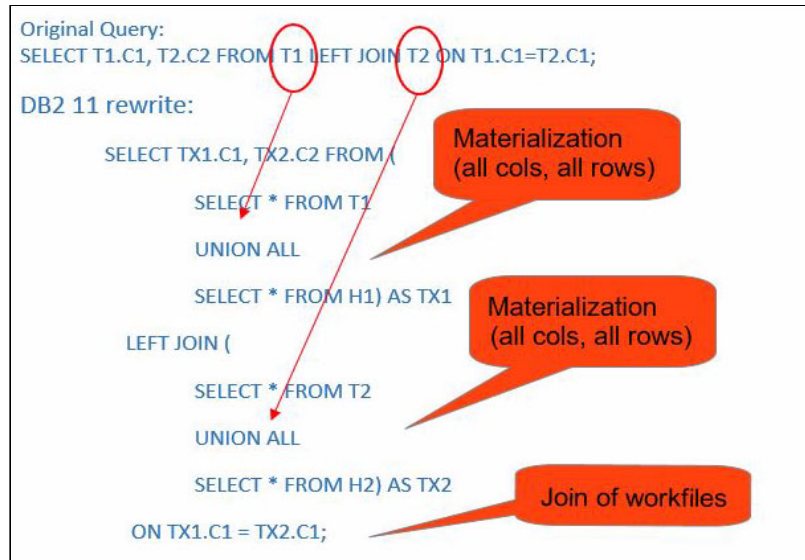 Original Query:
SELECT T1.C1, T2.C2 FROM T1 LEFT JOIN T2 ON T1.C1=T2.C1;
DB2 11 rewrite:
SELECT TX1.C1, TX2.C2 FROM (
Materialization
(all cols, all rows)
SELECT * FROM T1
UNION ALL
SELECT * FROM H1) AS TX1
Materialization
(all cols, all rows)
LEFT JOIN (
SELECT * FROM T2
UNION ALL
SELECT * FROM H2) AS TX2
Join of workfiles
ON TX1.C1 = TX2.C1;